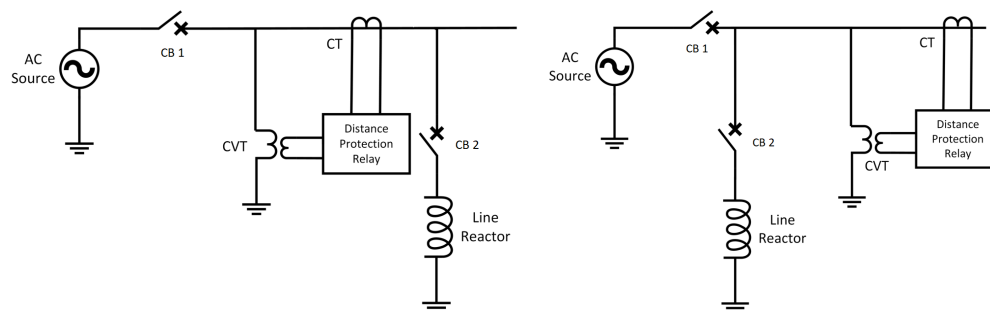 AC
Source
CB 1
CT
CVT
Distance
Protection
Relay
CB 2
Line
Reactor
AC
Source
CB 1
CB 2
CT
CVT
Distance
Protection
Relay
Line
Reactor